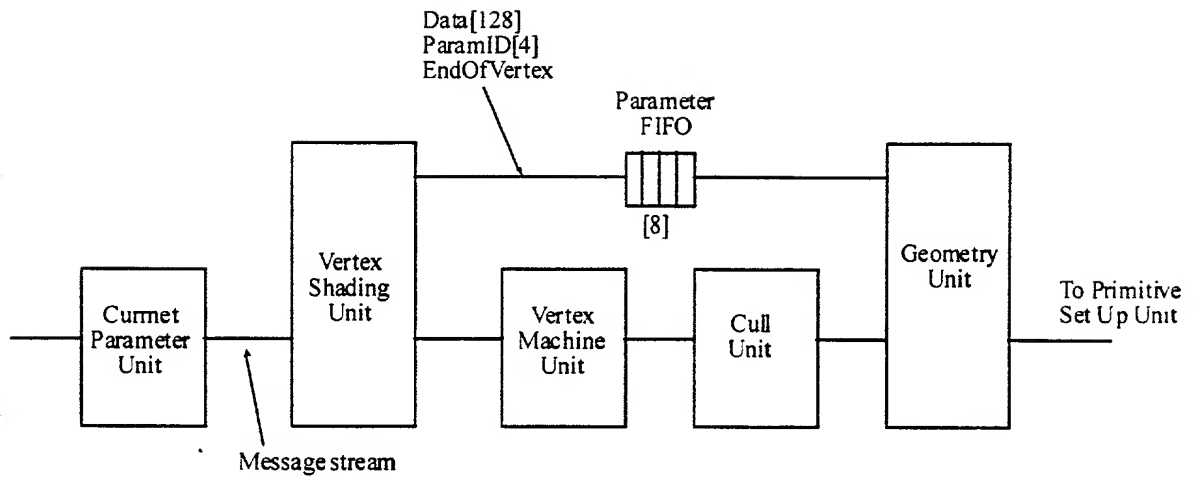 Data[128]
ParamID[4]
EndOfVertex
Parameter
FIFO
[8]
Vertex
Shading
Unit
Geometry
Unit
Curmet
Parameter
Unit
Vertex
Machine
Unit
Cull
Unit
To Primitive
Set Up Unit
Message stream